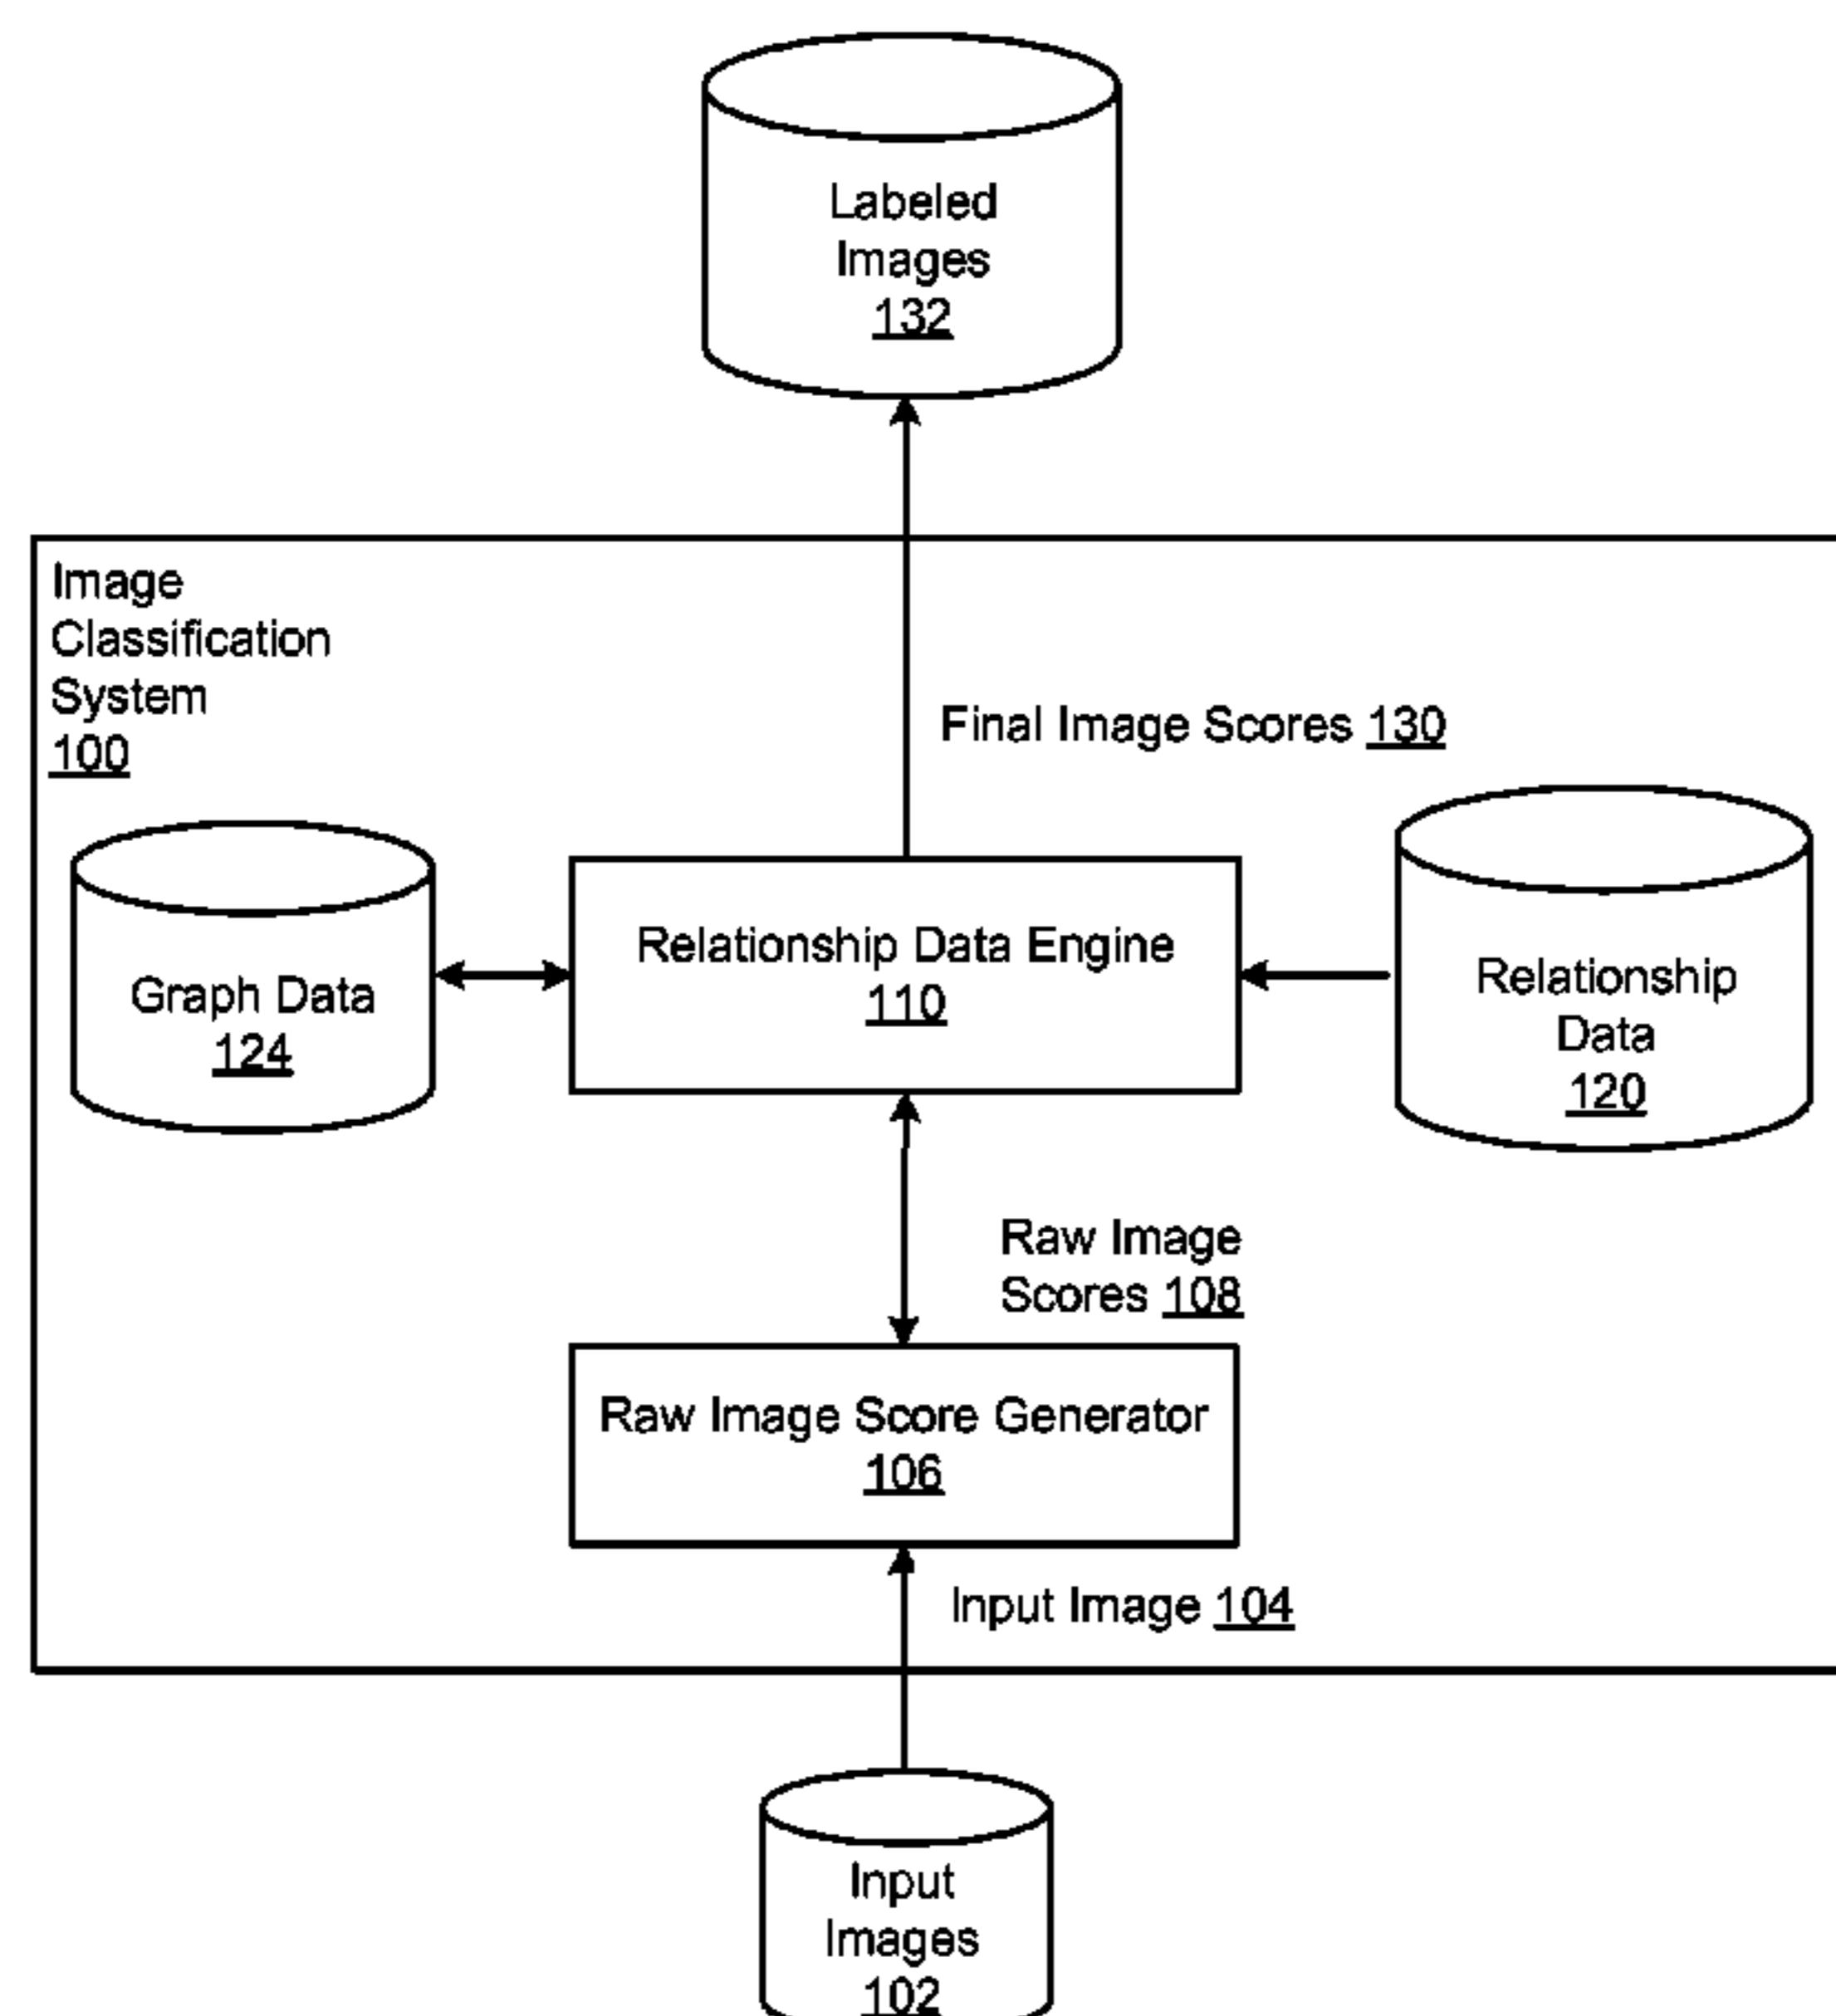 Labeled
Images
132
Image
Classification
System
100
Final Image Scores 130
Graph Data
124
Relationship Data Engine
110
Relationship
Data
120
Raw Image
Scores 108
Raw Image Score Generator
106
Input Image 104
Input
Images
102